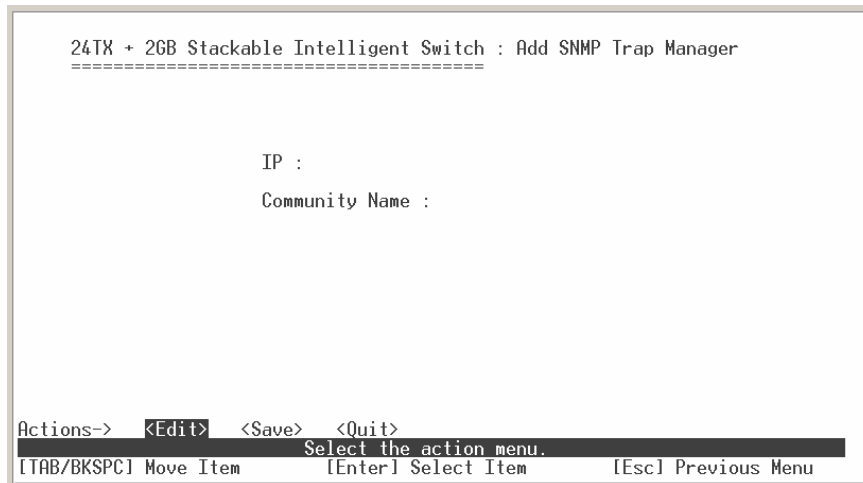 24TX + 2GB Stackable Intelligent Switch : Add SNMP Trap Manager
=======================================
IP :
Community Name :
Actions-> <Edit> <Save> <Quit>
Select the action menu.
[TAB/BKSPC] Move Item [Enter] Select Item [Esc] Previous Menu